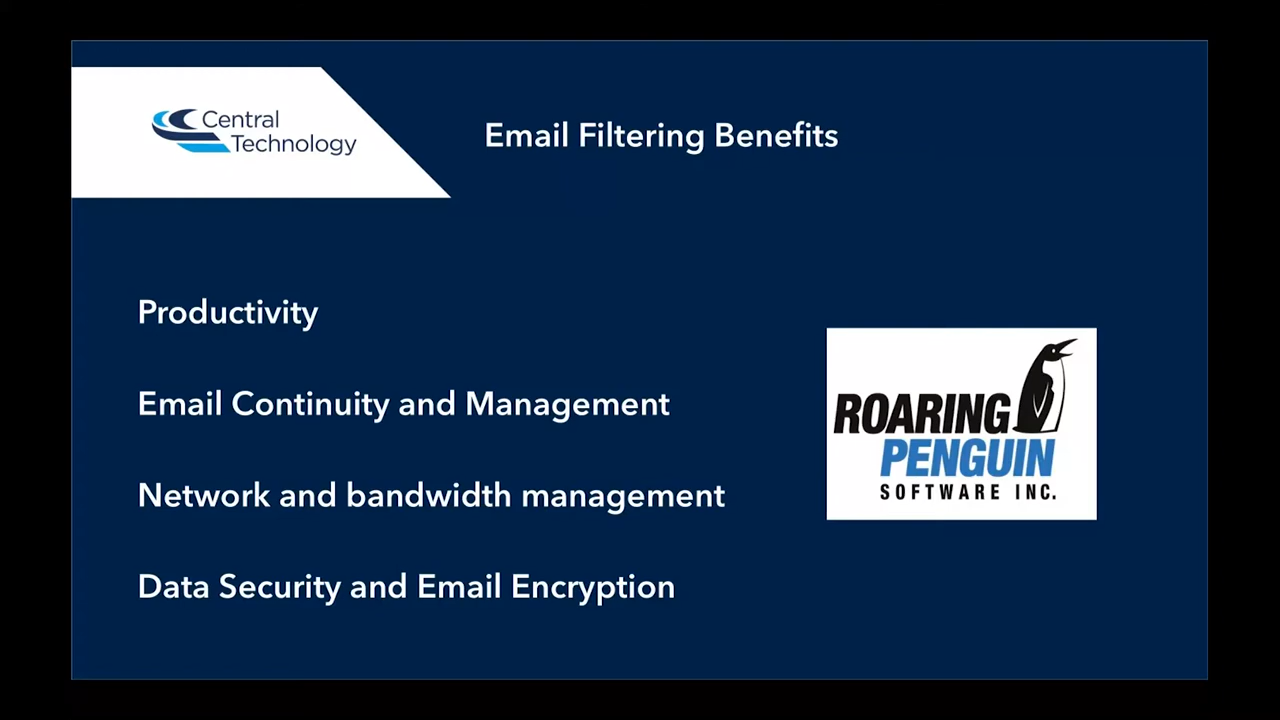 Central
Technology
Email Filtering Benefits
Productivity
Email Continuity and Management
Network and bandwidth management
Data Security and Email Encryption
ROARING
PENGUIN
SOFTWARE INC.